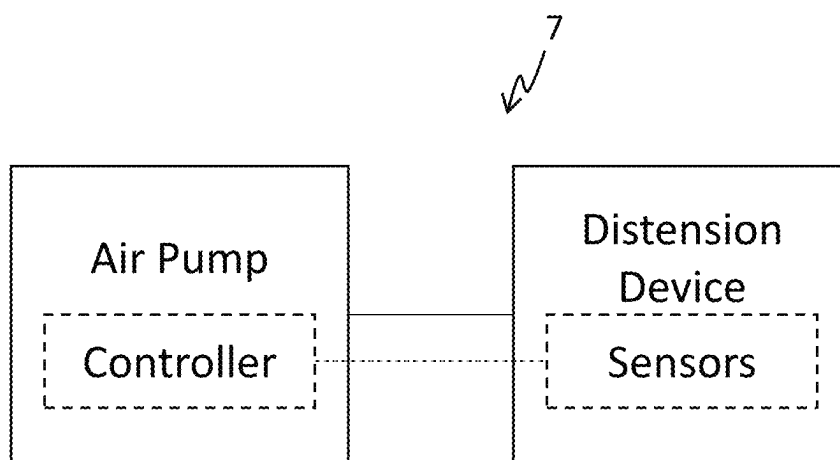 7
Air Pump
Controller
Distension
Device
Sensors